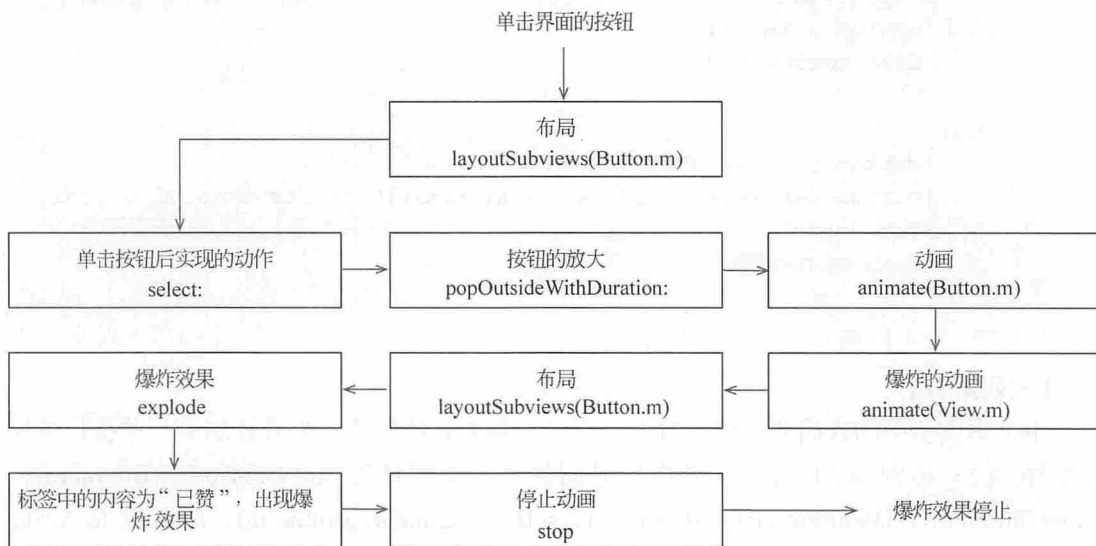 单击界面的按钮
布局
layoutSubviews(Button.m)
单击按钮后实现的动作
select:
按钮的放大
popOutsideWithDuration:
动画
animate(Button.m)
爆炸的动画
animate(View.m)
布局
layoutSubviews(Button.m)
爆炸效果
explode
标签中的内容为“已赞”，出现爆
炸效果
停止动画
stop
爆炸效果停止